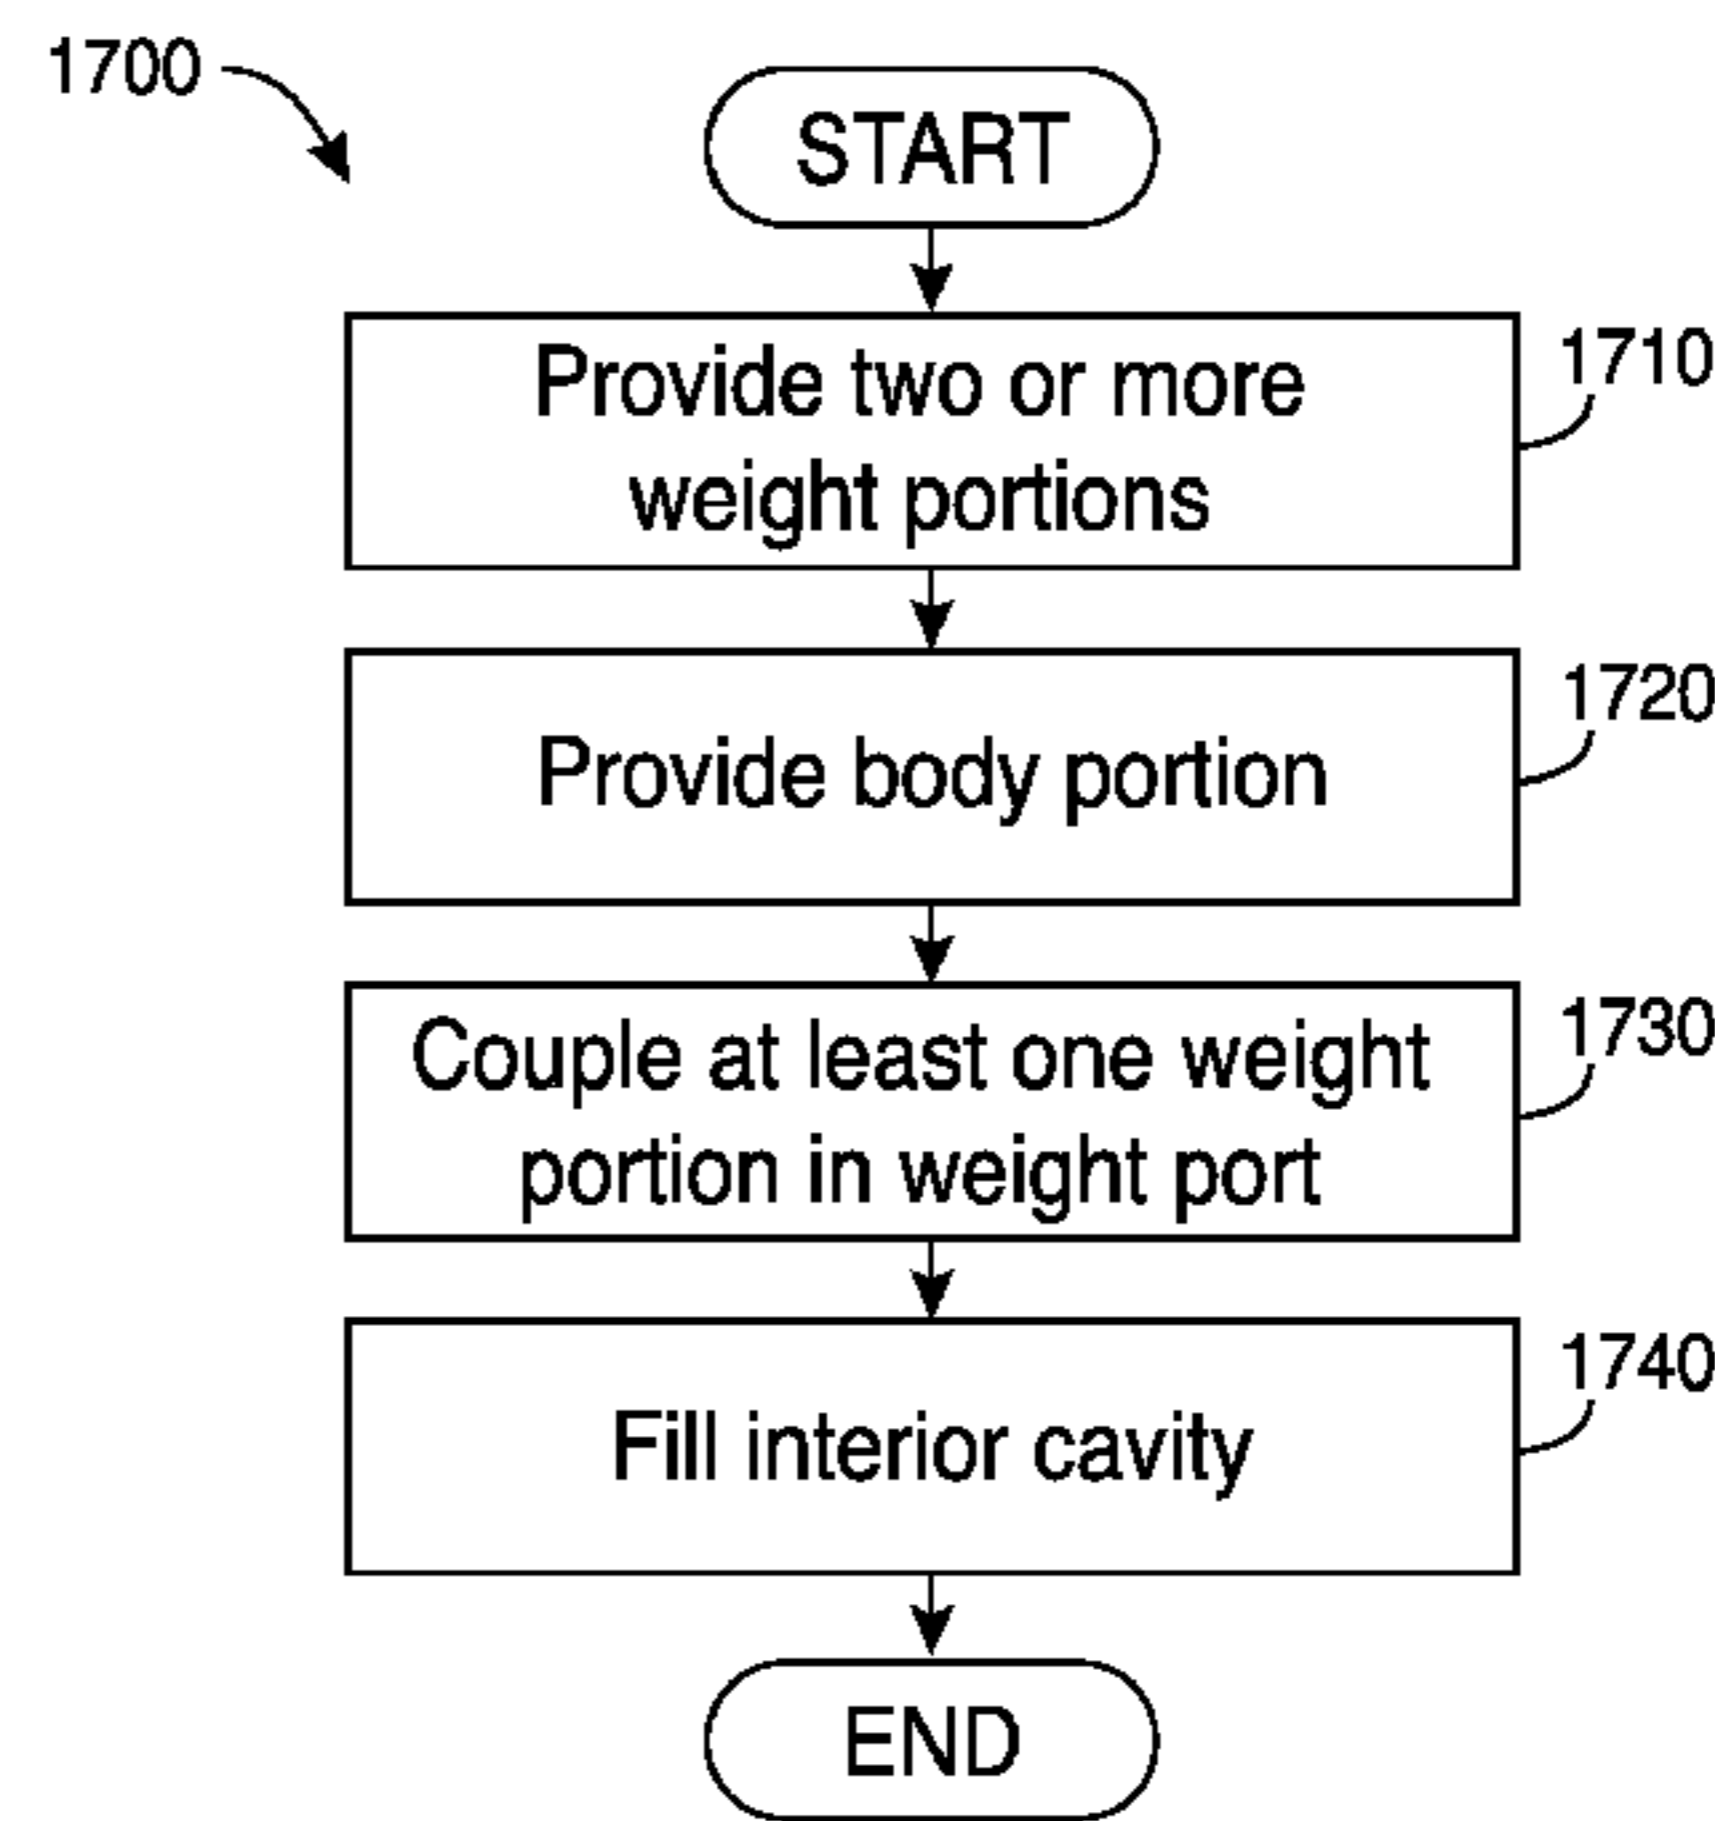 1700
START
Provide two or more
weight portions
1710
Provide body portion
1720
Couple at least one weight
portion in weight port
1730
Fill interior cavity
1740
END